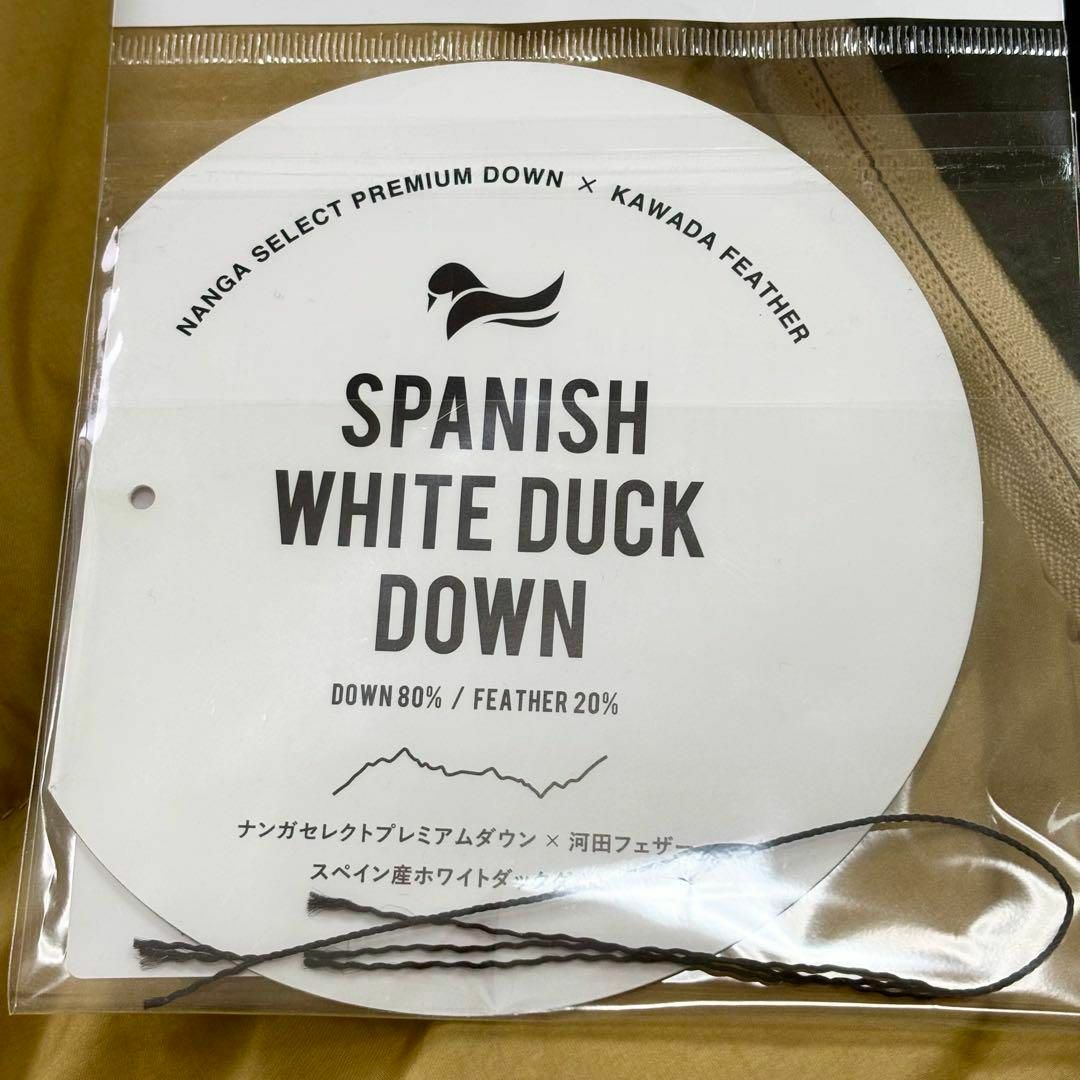 NANGA SELECT PREMIUM DOWN × KAWADA FEATHER
SPANISH
WHITE DUCK
DOWN
DOWN 80% / FEATHER 20%
ナンガセレクトプレミアムダウン × 河田フェザー
スペイン産ホワイトダック